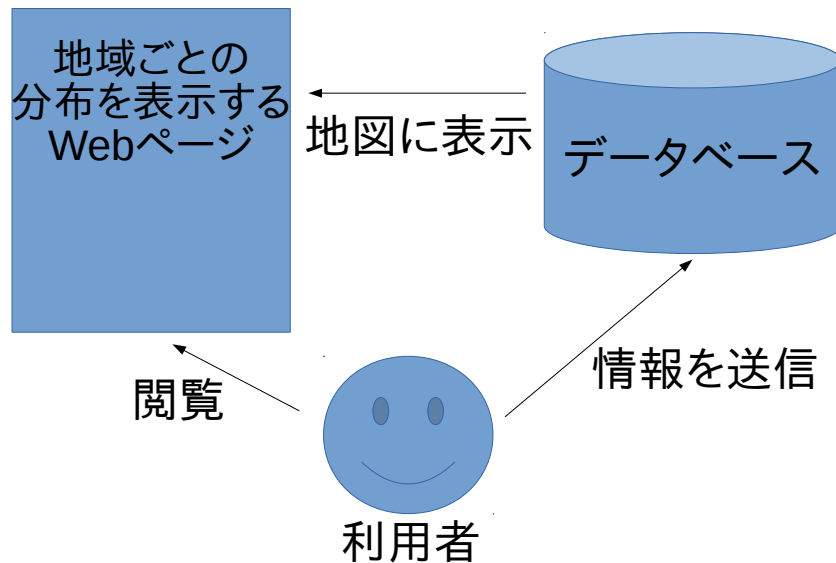 地域ごとの
分布を表示する
Webページ
地図に表示
データベース
閲覧
情報を送信
利用者